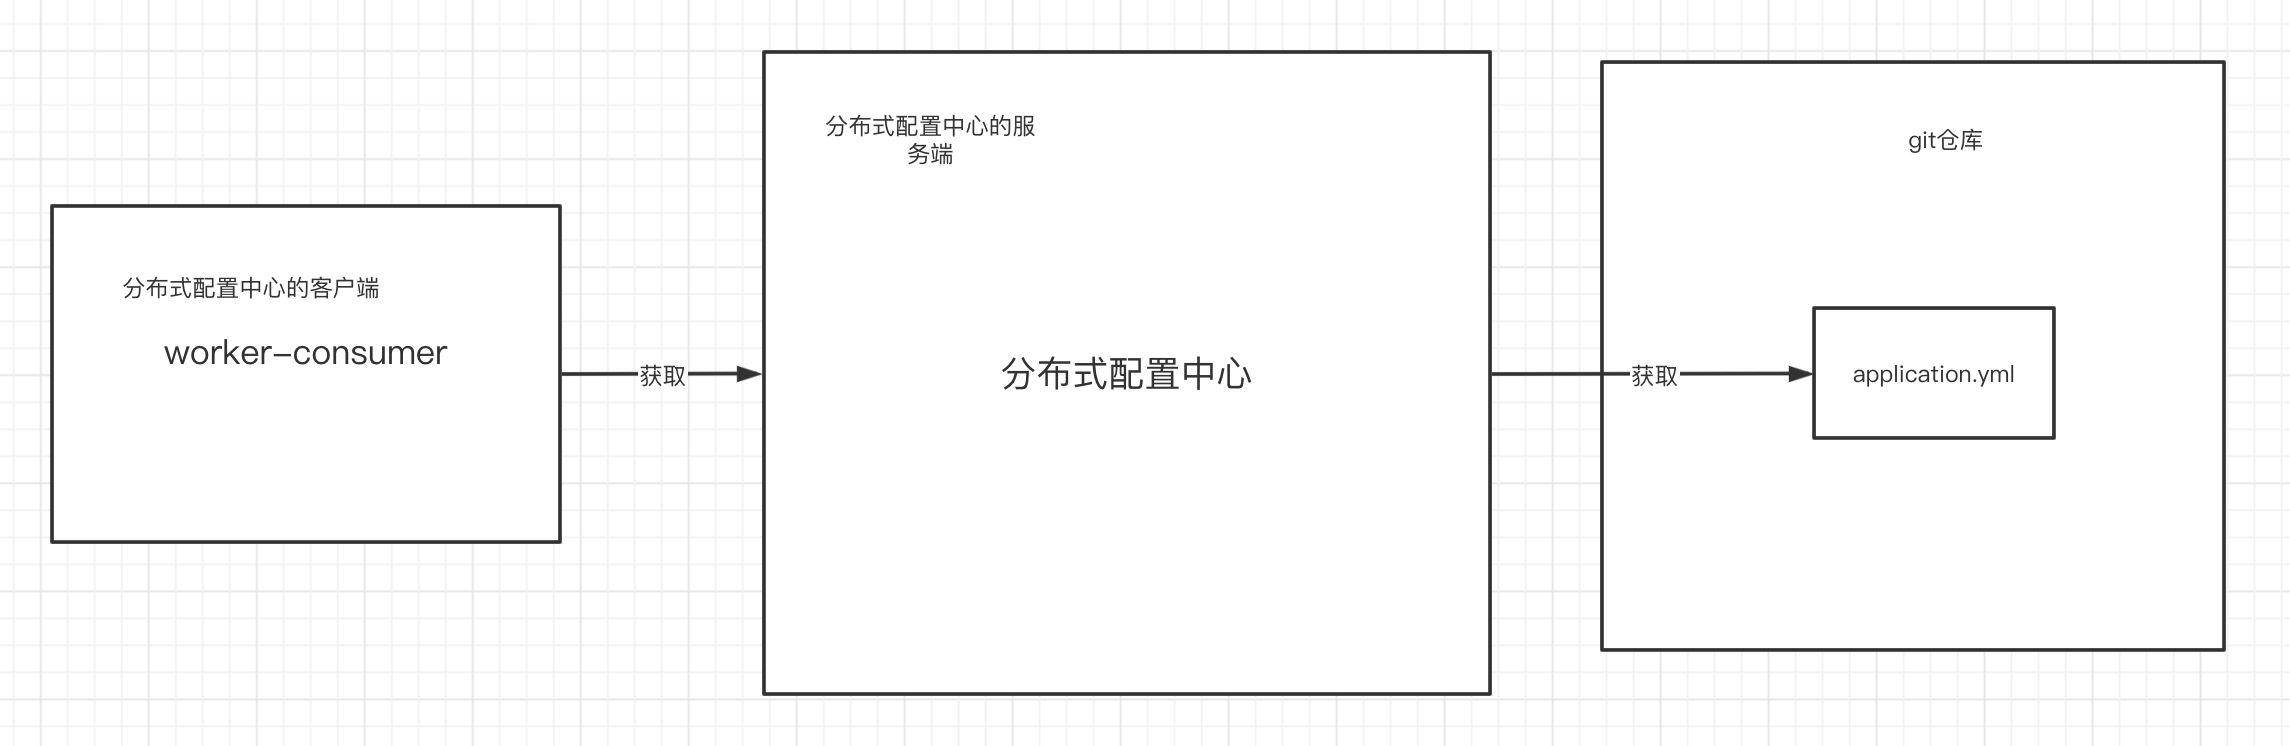 分布式配置中心的客户端
worker-consumer
获取
分布式配置中心的服
务端
分布式配置中心
获取
git仓库
application.yml